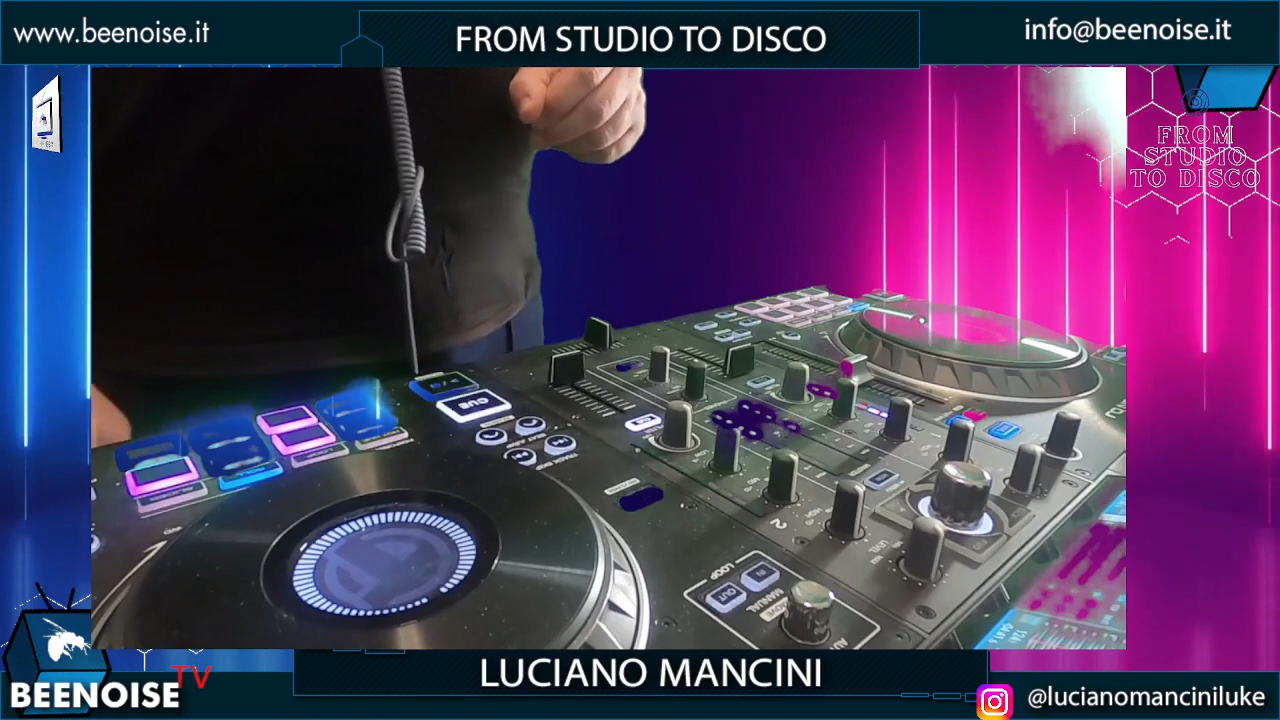 www.beenoise.it
FROM STUDIO TO DISCO
info@beenoise.it
FROM
STUDIO
TO DISCO
CUE
LOOP
IN
OUT
MANUAL
2
LUCIANO MANCINI
BEENOISE TV
@lucianomanciniluke